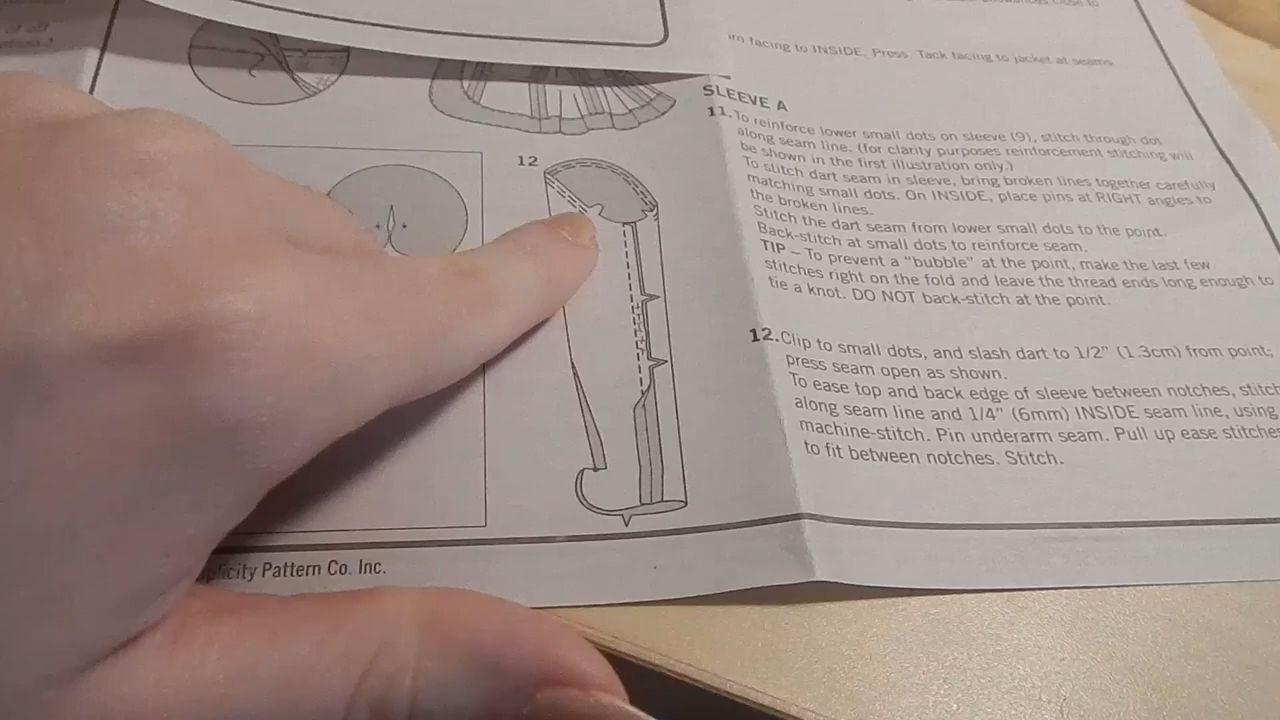 of all
facing to INSIDE. Press. Tack facing to jacket at seams.
12
SLEEVE A
11. To reinforce lower small dots on sleeve (9), stitch through dot
along seam line. (for clarity purposes reinforcement stitching will
be shown in the first illustration only.)
To stitch dart seam in sleeve, bring broken lines together carefully
matching small dots. On INSIDE, place pins at RIGHT angles to
the broken lines.
Stitch the dart seam from lower small dots to the point.
Back-stitch at small dots to reinforce seam.
TIP – To prevent a "bubble" at the point, make the last few
stitches right on the fold and leave the thread ends long enough to
tie a knot. DO NOT back-stitch at the point.
12. Clip to small dots, and slash dart to 1/2" (1.3cm) from point;
press seam open as shown.
To ease top and back edge of sleeve between notches, stitch
along seam line and 1/4" (6mm) INSIDE seam line, using
machine-stitch. Pin underarm seam. Pull up ease stitches
to fit between notches. Stitch.
plicity Pattern Co. Inc.